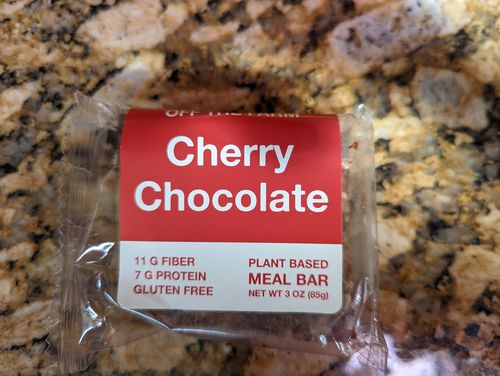 OFF THE FARM
Cherry
Chocolate
11 G FIBER
7 G PROTEIN
GLUTEN FREE
PLANT BASED
MEAL BAR
NET WT 3 OZ (85g)